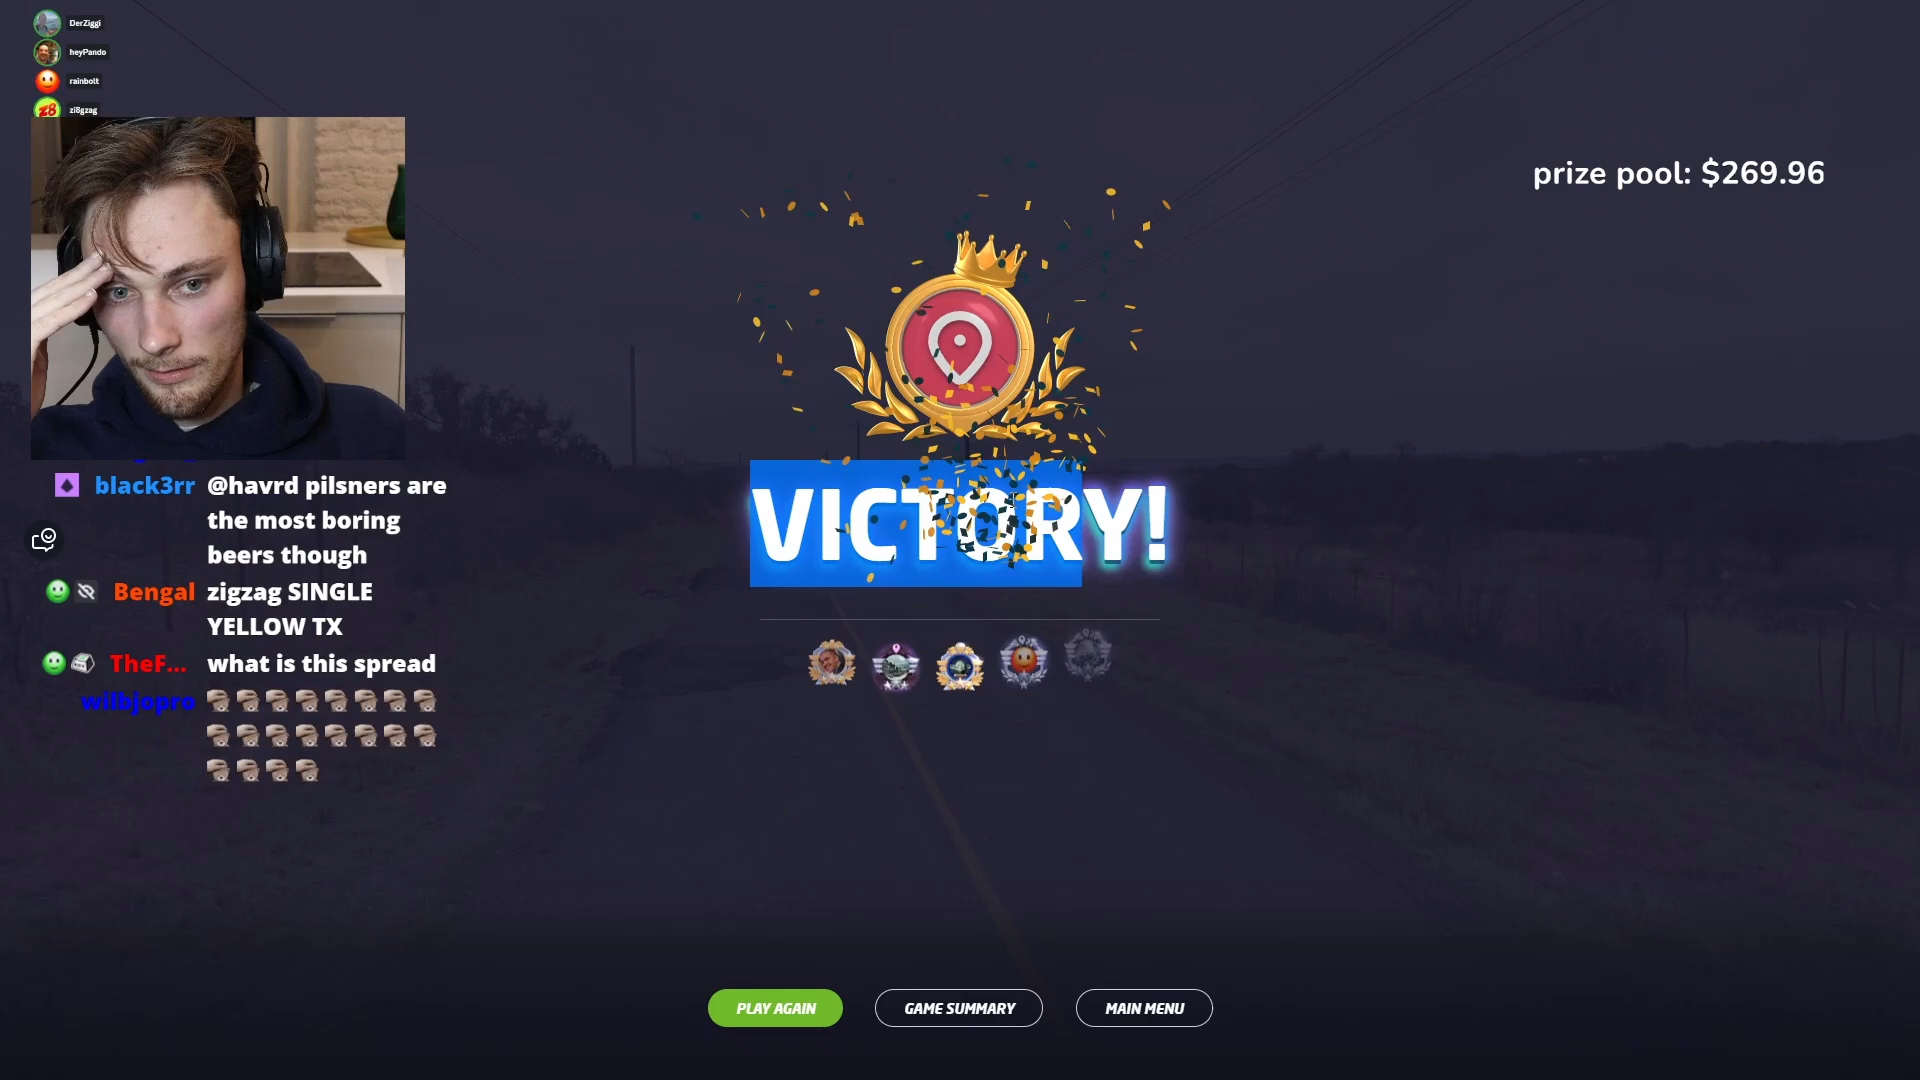 DerZiggi
heyPando
rainbolt
z8
zi8gzag
prize pool: $269.96
black3rr @havrd pilsners are
the most boring
beers though
Bengal zigzag SINGLE
YELLOW TX
TheF... what is this spread
wilbjopro
VICTORY!
PLAY AGAIN
GAME SUMMARY
MAIN MENU